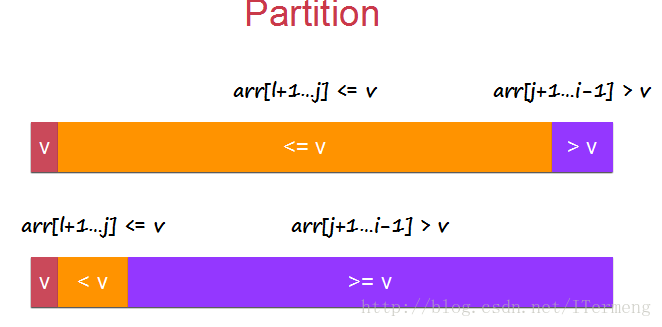 Partition
arr[l+1...j] <= v arr[j+1...i-1] > v
v <= v > v
arr[l+1...j] <= v arr[j+1...i-1] > v
v < v >= v
http://blog.csdn.net/ITermeng